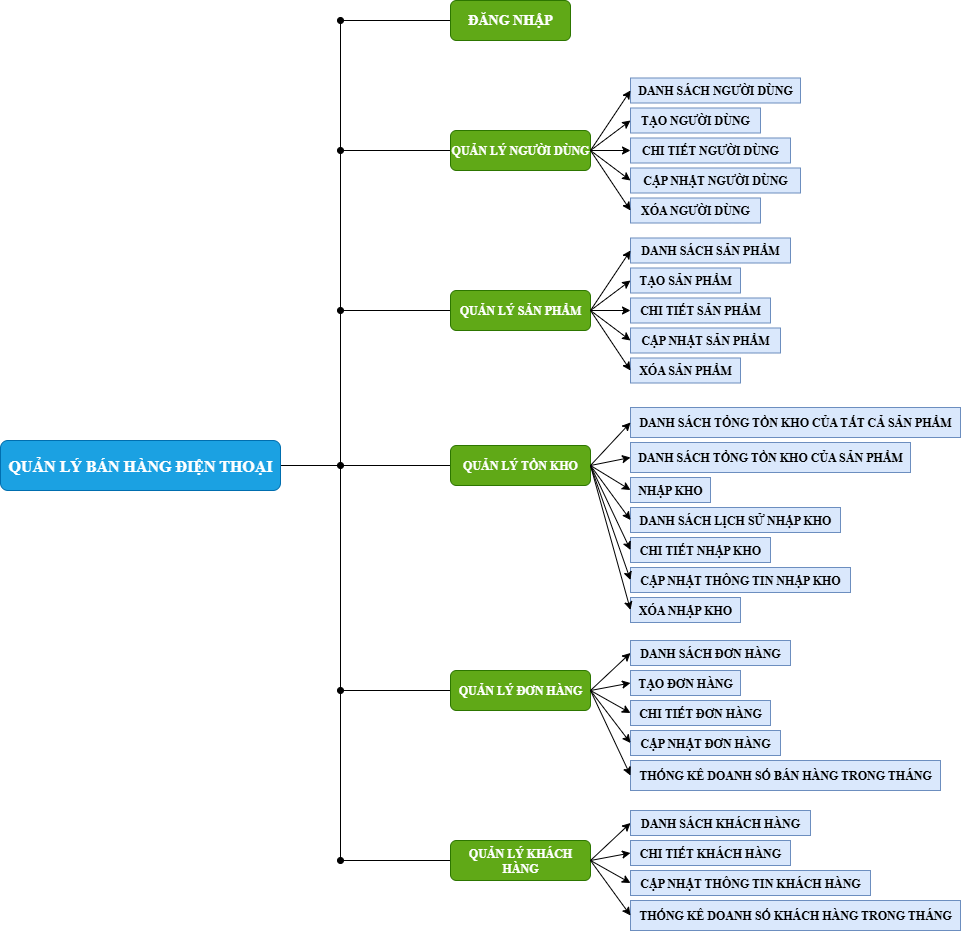 ĐĂNG NHẬP
DANH SÁCH NGƯỜI DÙNG
TẠO NGƯỜI DÙNG
QUẢN LÝ NGƯỜI DÙNG
CHI TIẾT NGƯỜI DÙNG
CẬP NHẬT NGƯỜI DÙNG
XÓA NGƯỜI DÙNG
DANH SÁCH SẢN PHẨM
TẠO SẢN PHẨM
QUẢN LÝ SẢN PHẨM
CHI TIẾT SẢN PHẨM
CẬP NHẬT SẢN PHẨM
XÓA SẢN PHẨM
DANH SÁCH TỔNG TỒN KHO CỦA TẤT CẢ SẢN PHẨM
DANH SÁCH TỔNG TỒN KHO CỦA SẢN PHẨM
QUẢN LÝ BÁN HÀNG ĐIỆN THOẠI
QUẢN LÝ TỒN KHO
NHẬP KHO
DANH SÁCH LỊCH SỬ NHẬP KHO
CHI TIẾT NHẬP KHO
CẬP NHẬT THÔNG TIN NHẬP KHO
XÓA NHẬP KHO
DANH SÁCH ĐƠN HÀNG
TẠO ĐƠN HÀNG
QUẢN LÝ ĐƠN HÀNG
CHI TIẾT ĐƠN HÀNG
CẬP NHẬT ĐƠN HÀNG
THỐNG KÊ DOANH SỐ BÁN HÀNG TRONG THÁNG
DANH SÁCH KHÁCH HÀNG
QUẢN LÝ KHÁCH
HÀNG
CHI TIẾT KHÁCH HÀNG
CẬP NHẬT THÔNG TIN KHÁCH HÀNG
THỐNG KÊ DOANH SỐ KHÁCH HÀNG TRONG THÁNG